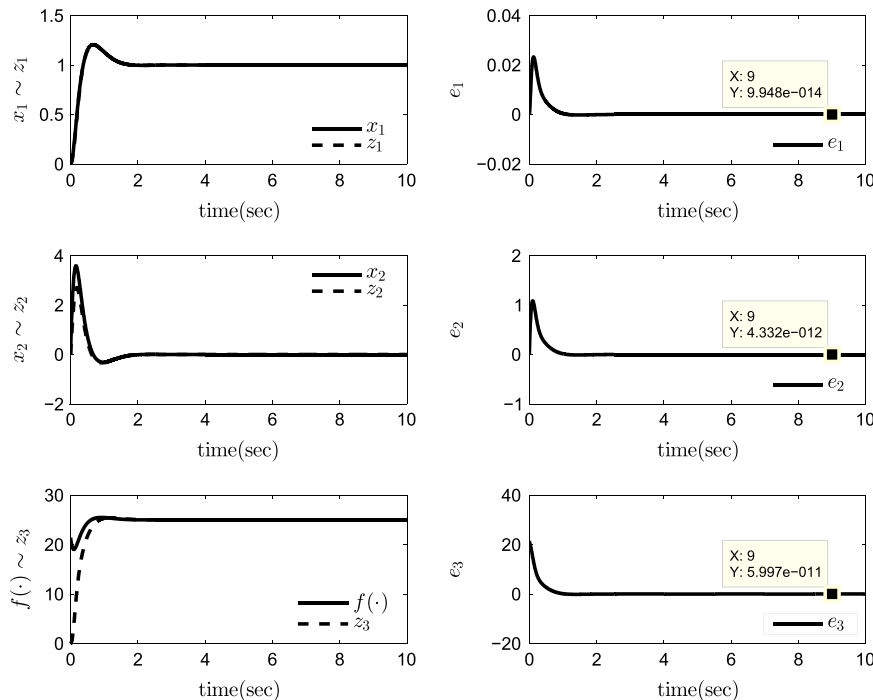 1.5
1
0.5
0
x₁ ~ z₁
x₁
z₁
0 2 4 6 8 10
time(sec)
0.04
0.02
0
−0.02
e₁
X: 9
Y: 9.948e−014
e₁
0 2 4 6 8 10
time(sec)
4
2
0
−2
x₂ ~ z₂
x₂
z₂
0 2 4 6 8 10
time(sec)
2
1
0
−1
e₂
X: 9
Y: 4.332e−012
e₂
0 2 4 6 8 10
time(sec)
30
20
10
0
f(·) ~ z₃
f(·)
z₃
0 2 4 6 8 10
time(sec)
40
20
0
−20
e₃
X: 9
Y: 5.997e−011
e₃
0 2 4 6 8 10
time(sec)